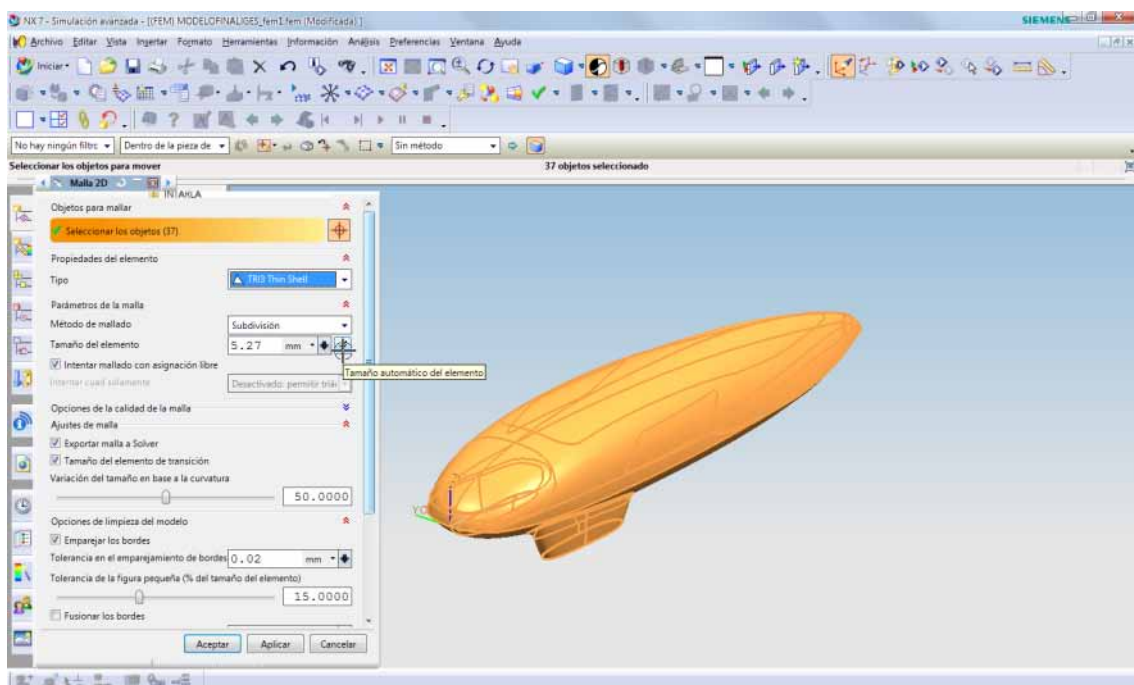 NX 7 - Simulación avanzada - [(FEM) MODELOFINALIGES_fem1.fem (Modificada)]
SIEMENS
Archivo Editar Vista Insertar Formato Herramientas Información Análisis Preferencias Ventana Ayuda
Iniciar
No hay ningún filtrc Dentro de la pieza de Sin método
Seleccionar los objetos para mover 37 objetos seleccionado
Malla 2D
Objetos para mallar
Seleccionar los objetos (37)
Propiedades del elemento
Tipo TRI3 Thin Shell
Parámetros de la malla
Método de mallado Subdivisión
Tamaño del elemento 5.27 mm
Intentar mallado con asignación libre
Tamaño automático del elemento
Desactivado: permitir
Opciones de la calidad de la malla
Ajustes de malla
Exportar malla a Solver
Tamaño del elemento de transición
Variación del tamaño en base a la curvatura
50.0000
Opciones de limpieza del modelo
Emparejar los bordes
Tolerancia en el emparejamiento de bordes 0.02 mm
Tolerancia de la figura pequeña (% del tamaño del elemento)
15.0000
Fusionar los bordes
Aceptar Aplicar Cancelar